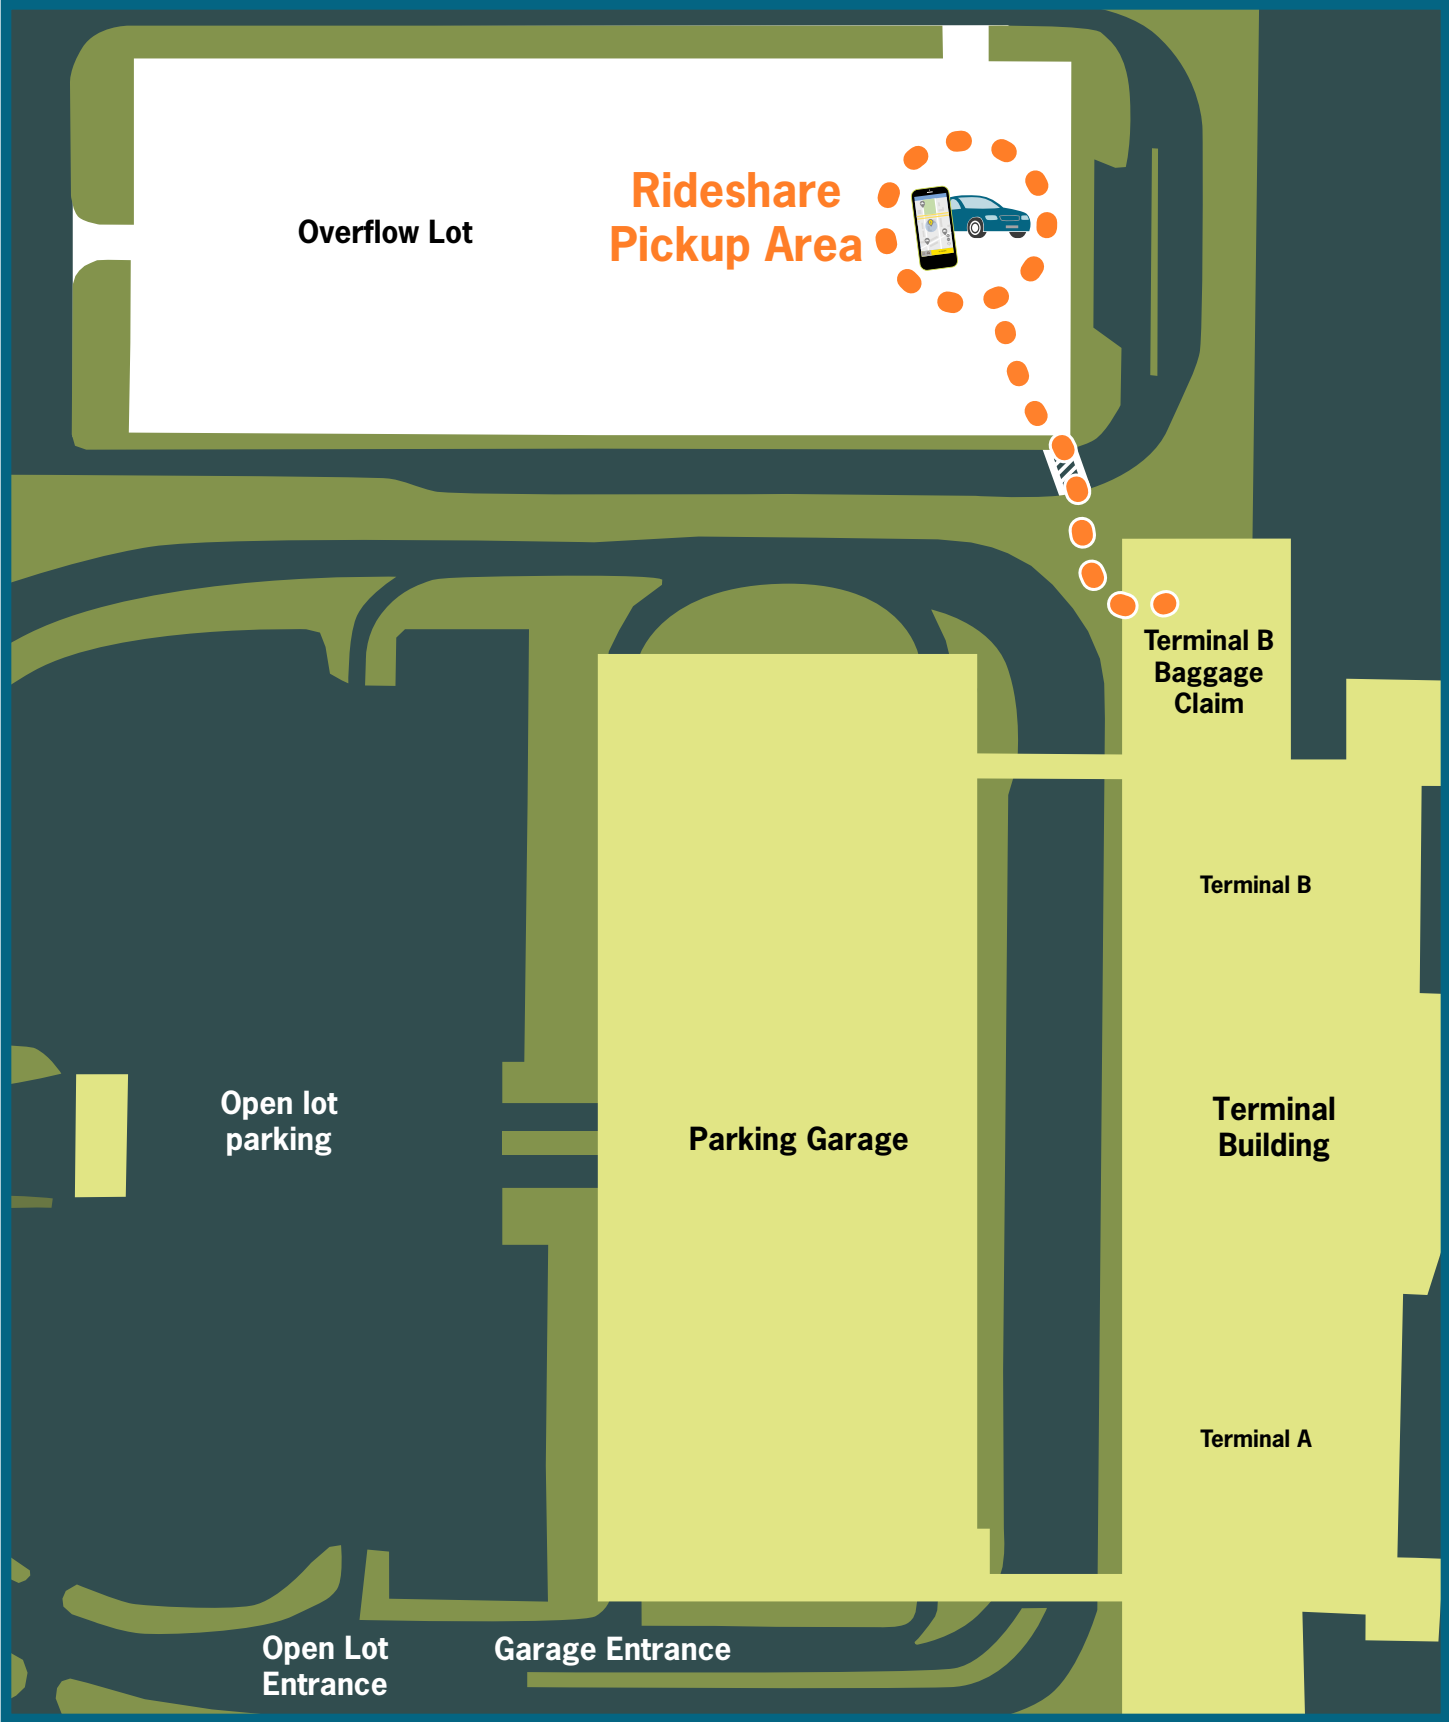 Rideshare
Pickup Area
Overflow Lot
Terminal B
Baggage
Claim
Terminal B
Open lot
parking
Parking Garage
Terminal
Building
Terminal A
Open Lot
Entrance
Garage Entrance